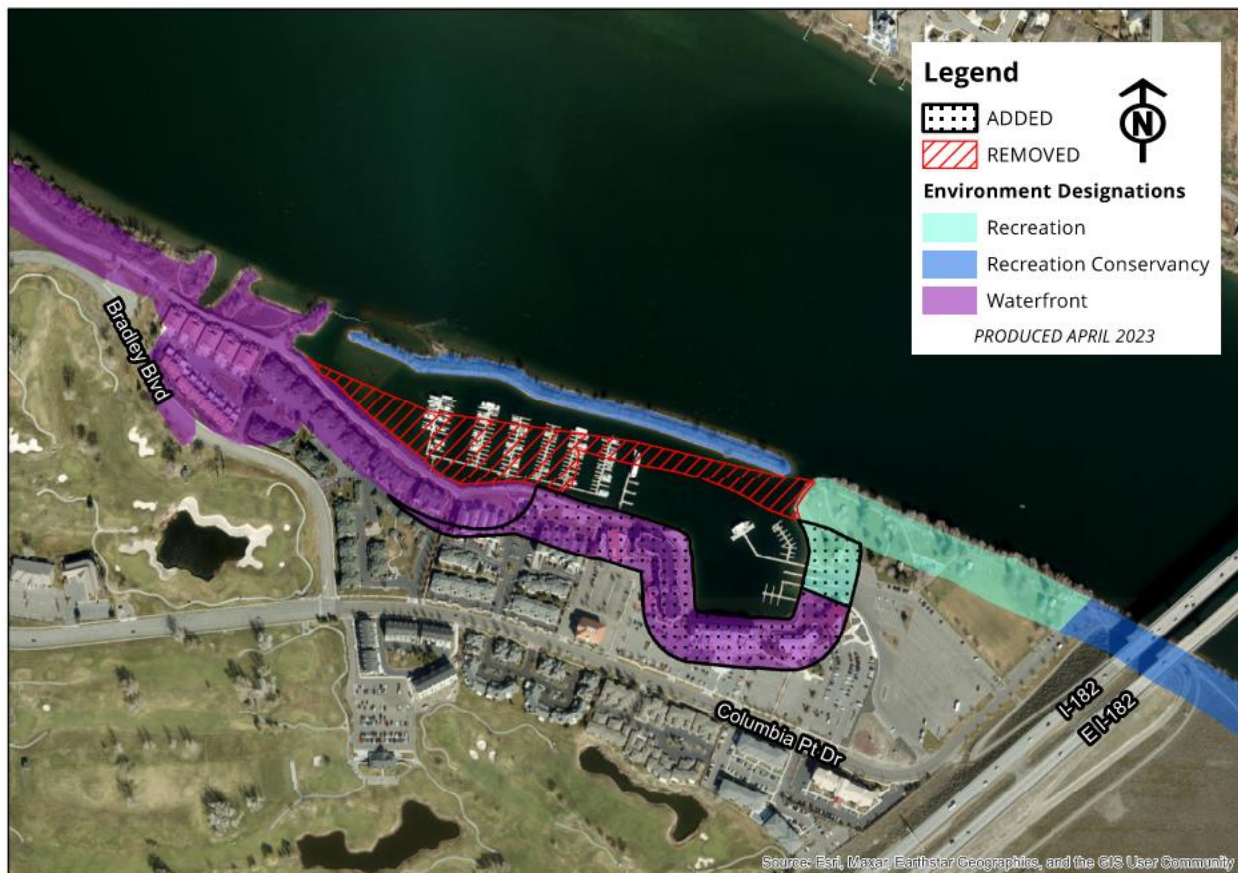 Legend
ADDED
REMOVED
N
Environment Designations
Recreation
Recreation Conservancy
Waterfront
PRODUCED APRIL 2023
Bradley Blvd
Columbia Pt Dr
I-182
E I-182
Source: Esri, Maxar, Earthstar Geographics, and the GIS User Community